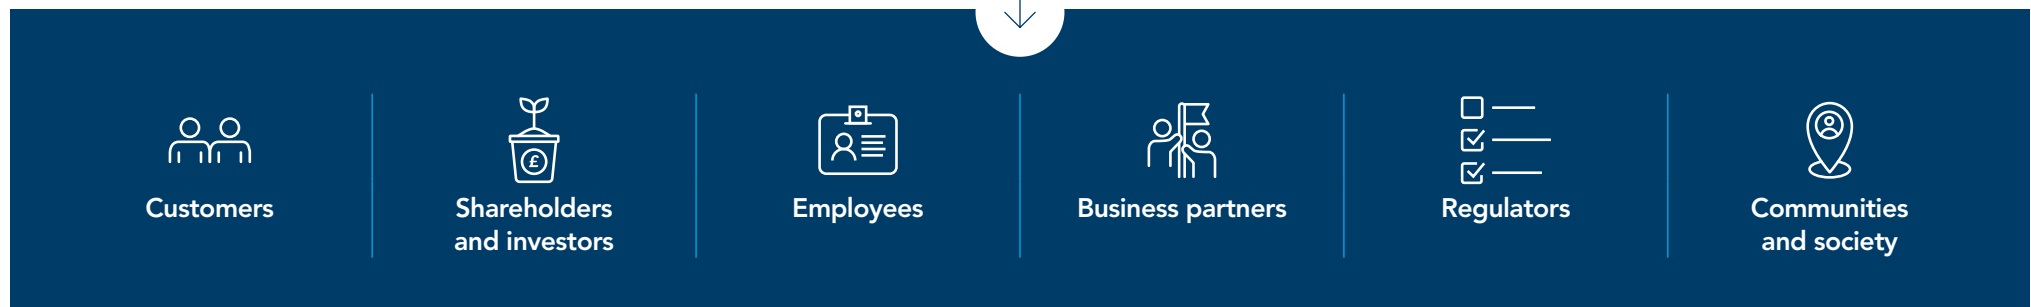 £
Customers
Shareholders
and investors
Employees
Business partners
Regulators
Communities
and society